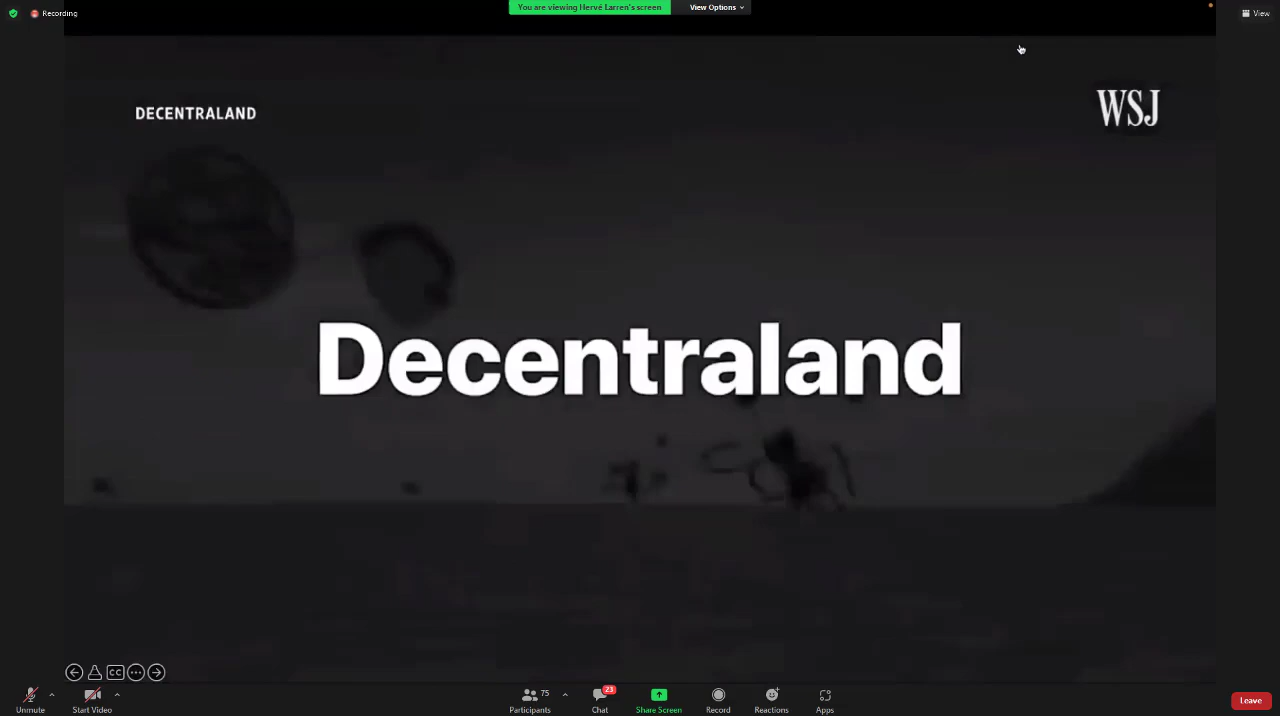 Recording
You are viewing Hervé Larren's screen
View Options
View
DECENTRALAND
WSJ
Decentraland
CC
Unmute
Start Video
75
Participants
23
Chat
Share Screen
Record
Reactions
Apps
Leave